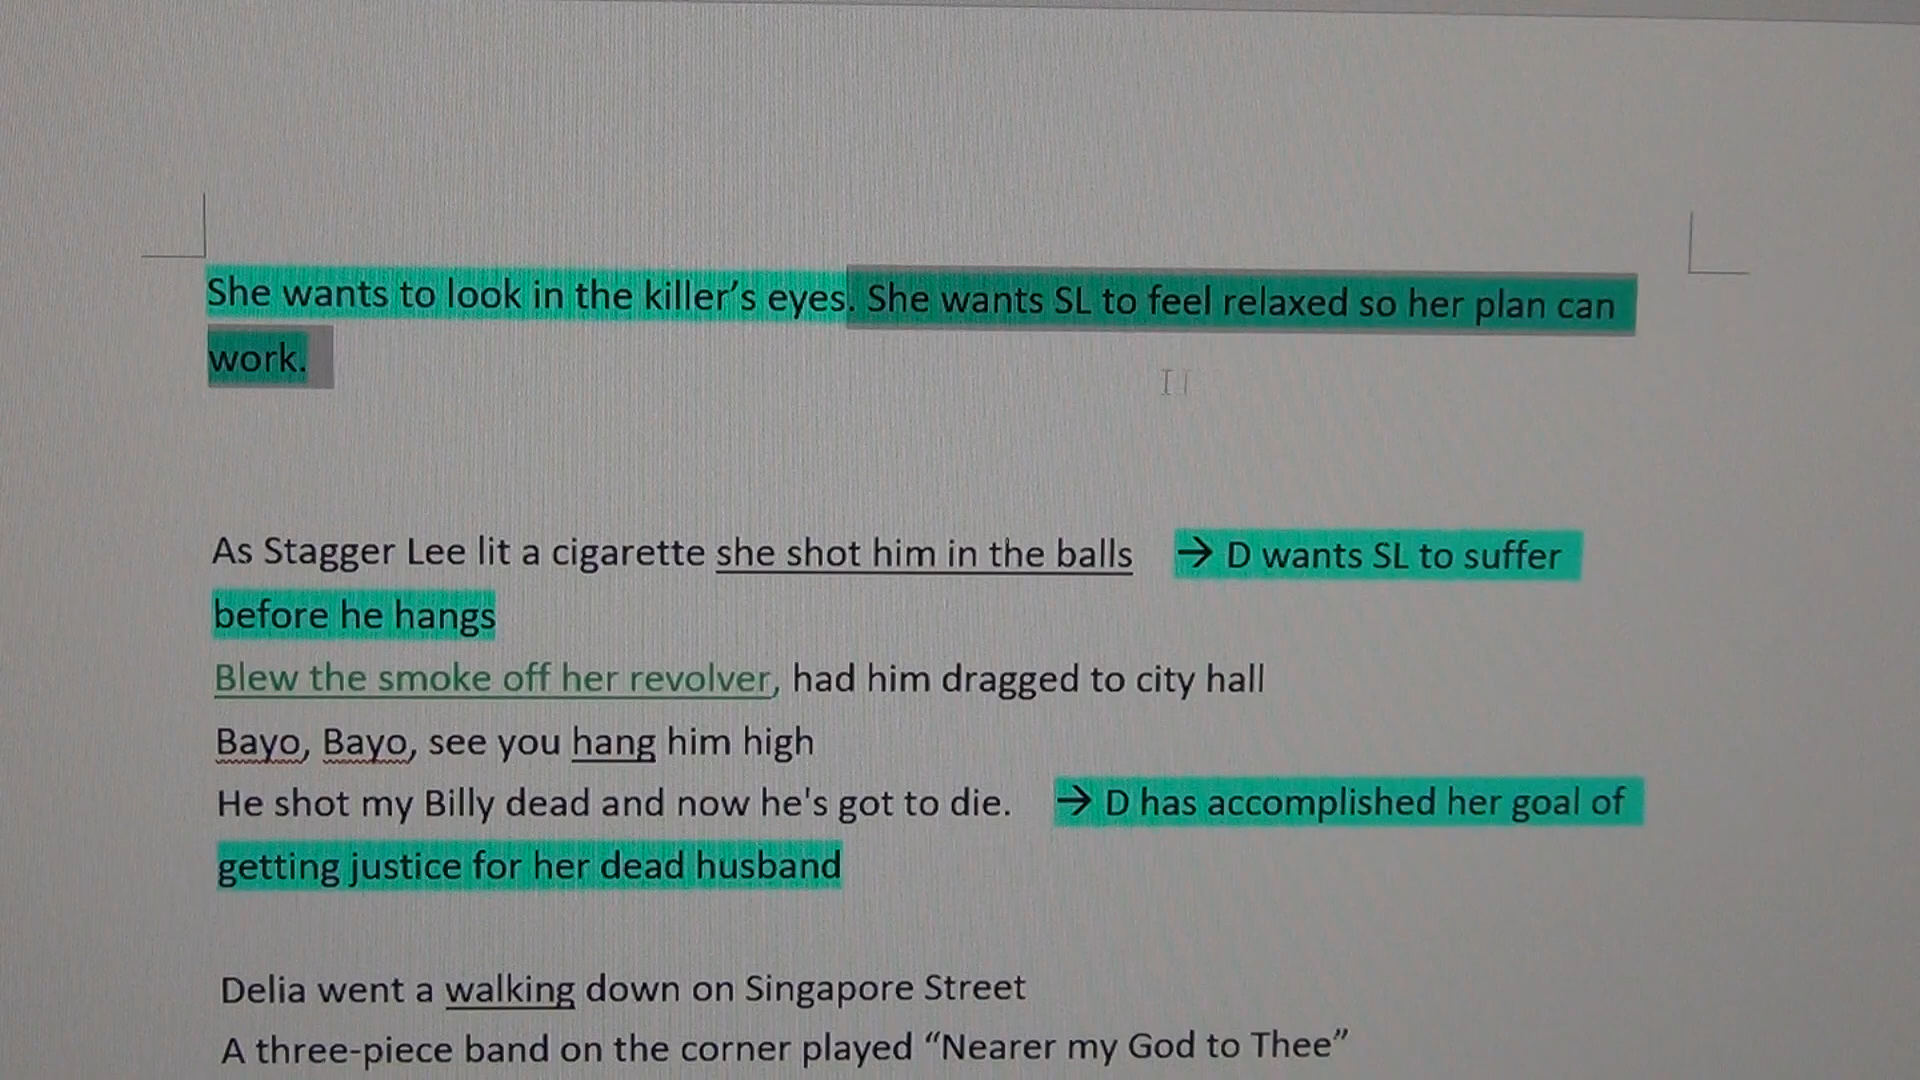 She wants to look in the killer’s eyes. She wants SL to feel relaxed so her plan can
work.
As Stagger Lee lit a cigarette she shot him in the balls → D wants SL to suffer
before he hangs
Blew the smoke off her revolver, had him dragged to city hall
Bayo, Bayo, see you hang him high
He shot my Billy dead and now he's got to die. → D has accomplished her goal of
getting justice for her dead husband
Delia went a walking down on Singapore Street
A three-piece band on the corner played “Nearer my God to Thee”